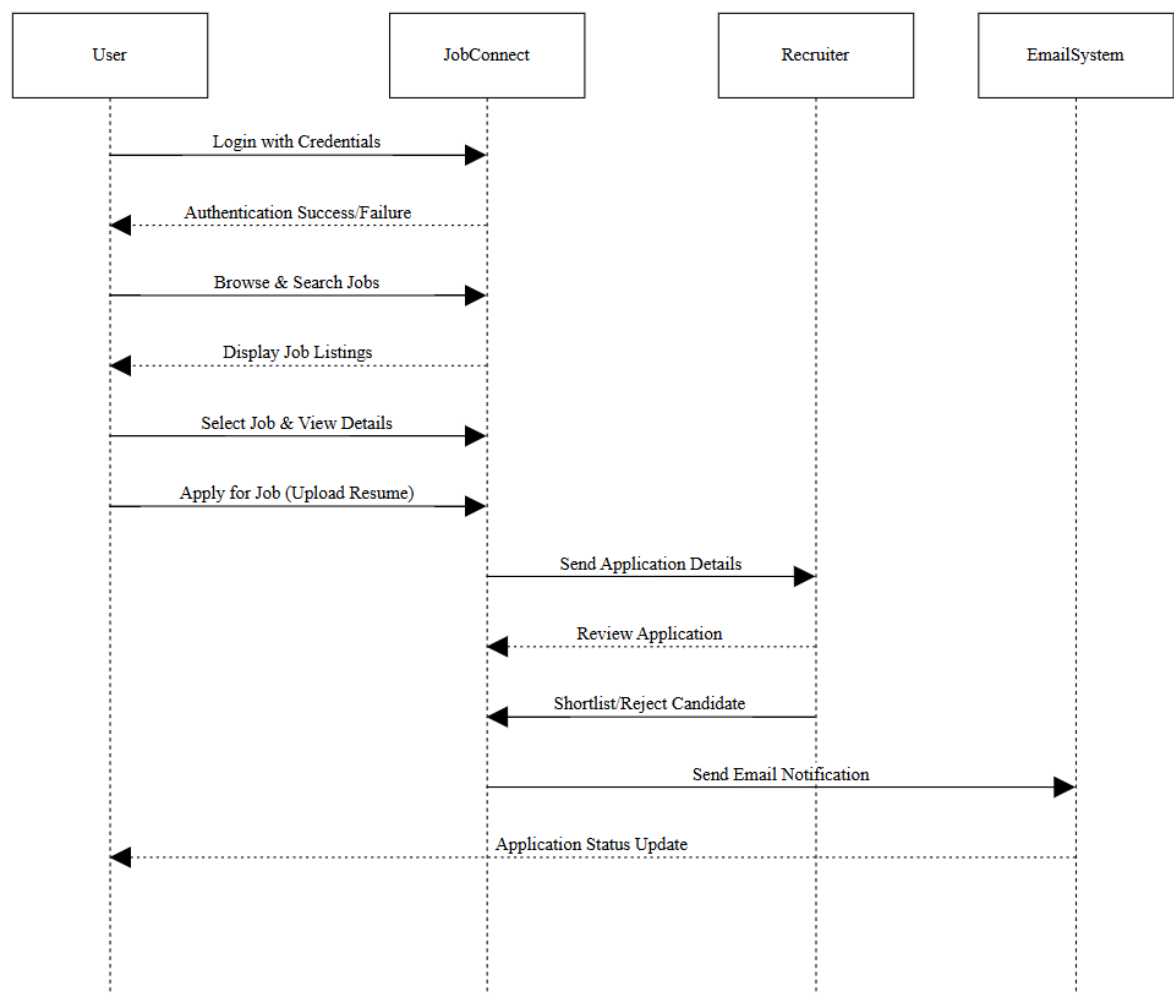 User
JobConnect
Recruiter
EmailSystem
Login with Credentials
Authentication Success/Failure
Browse & Search Jobs
Display Job Listings
Select Job & View Details
Apply for Job (Upload Resume)
Send Application Details
Review Application
Shortlist/Reject Candidate
Send Email Notification
Application Status Update